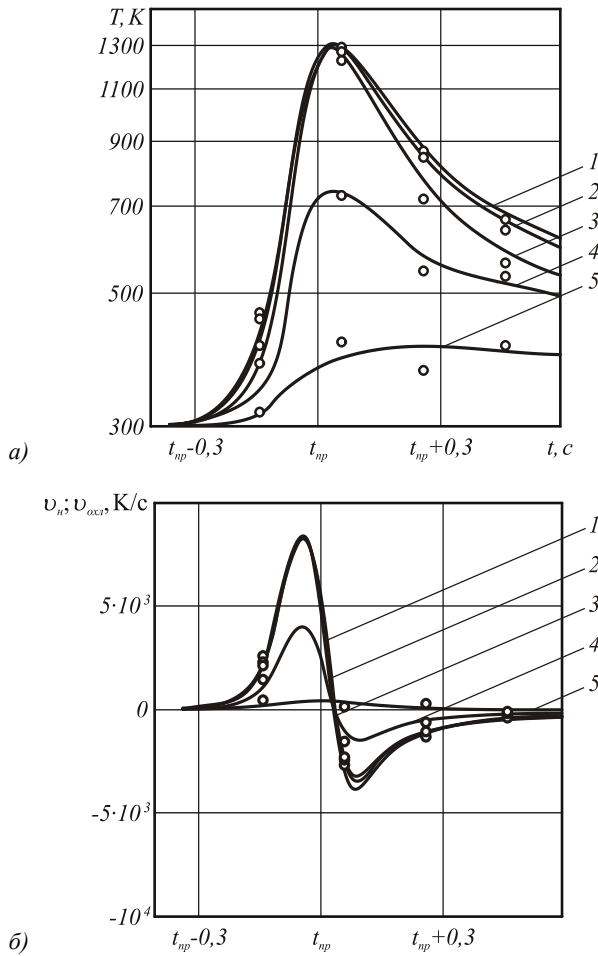 T, К
1300
1100
900
700
500
300
1
2
3
4
5
t_пр-0,3
t_пр
t_пр+0,3
t, с
а)
υ_н; υ_охл, К/с
5·10³
0
-5·10³
-10⁴
1
2
3
4
5
t_пр-0,3
t_пр
t_пр+0,3
б)